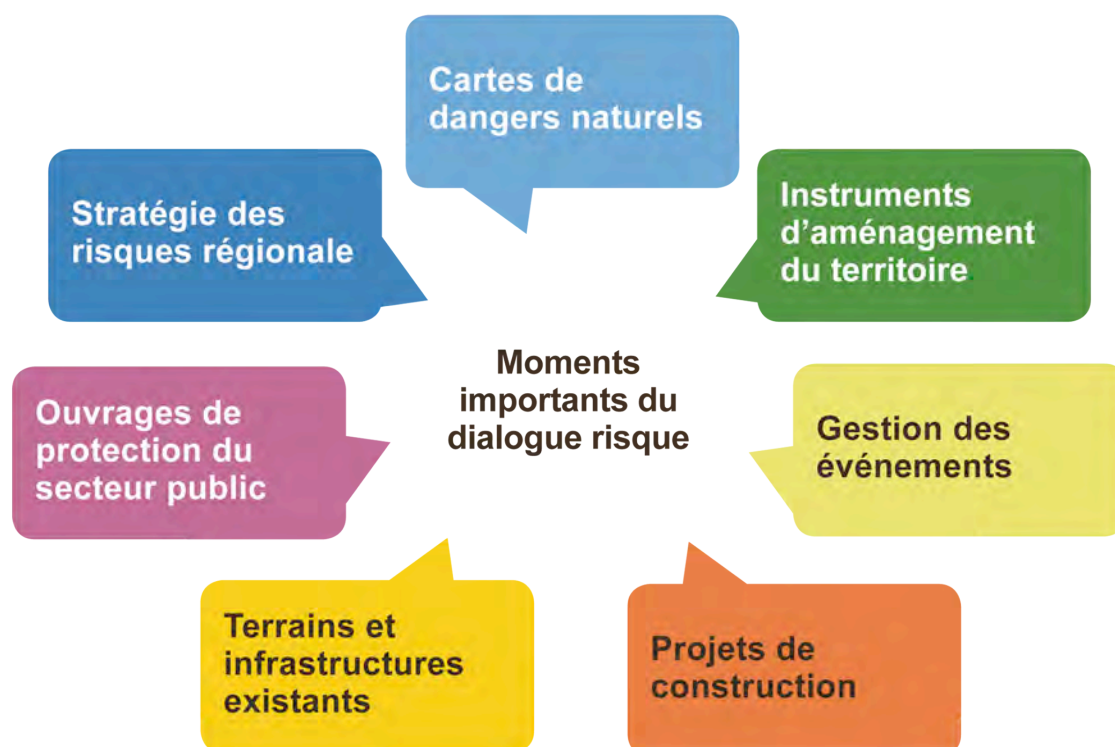 Cartes de
dangers naturels
Stratégie des
risques régionale
Instruments
d’aménagement
du territoire
Moments
importants du
dialogue risque
Ouvrages de
protection du
secteur public
Gestion des
événements
Terrains et
infrastructures
existants
Projets de
construction